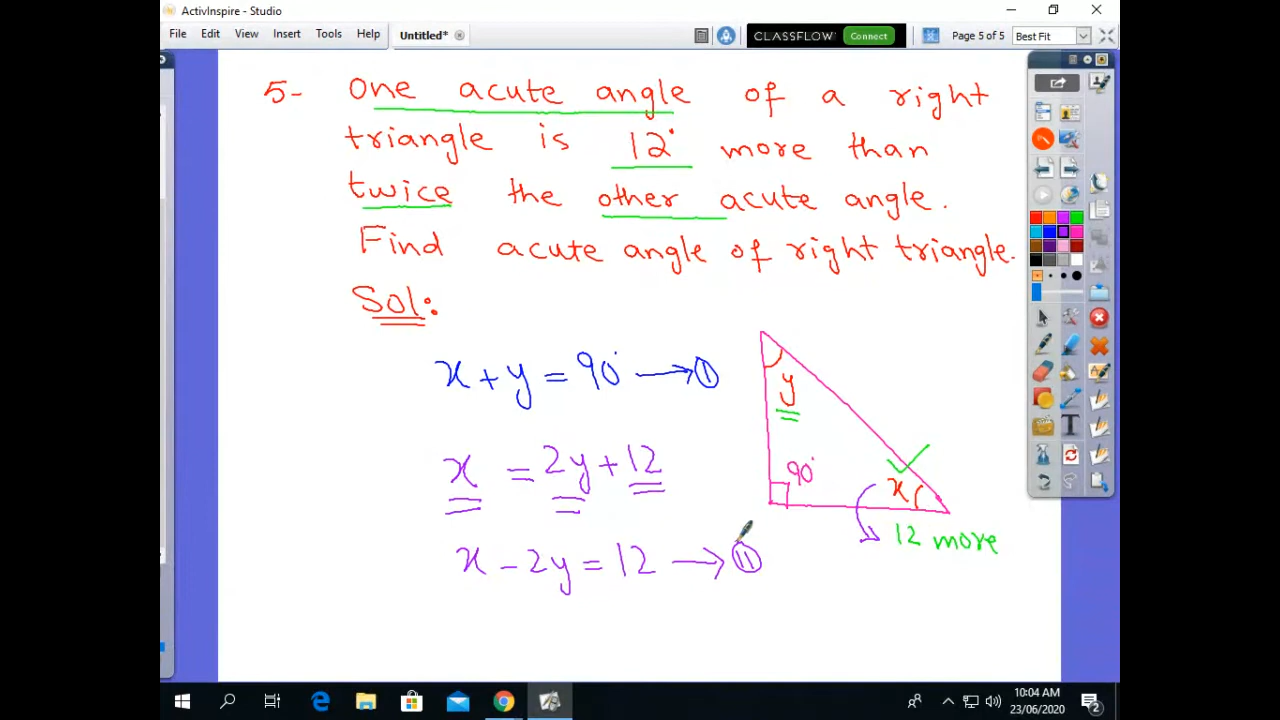 ActivInspire - Studio
File Edit View Insert Tools Help Untitled* CLASSFLOW Connect Page 5 of 5 Best Fit
5- One acute angle of a right
triangle is 12° more than
twice the other acute angle.
Find acute angle of right triangle.
Sol:
x + y = 90° → ①
y
x = 2y + 12
90°
x
12 more
x - 2y = 12 → ⑪
10:04 AM
23/06/2020
2